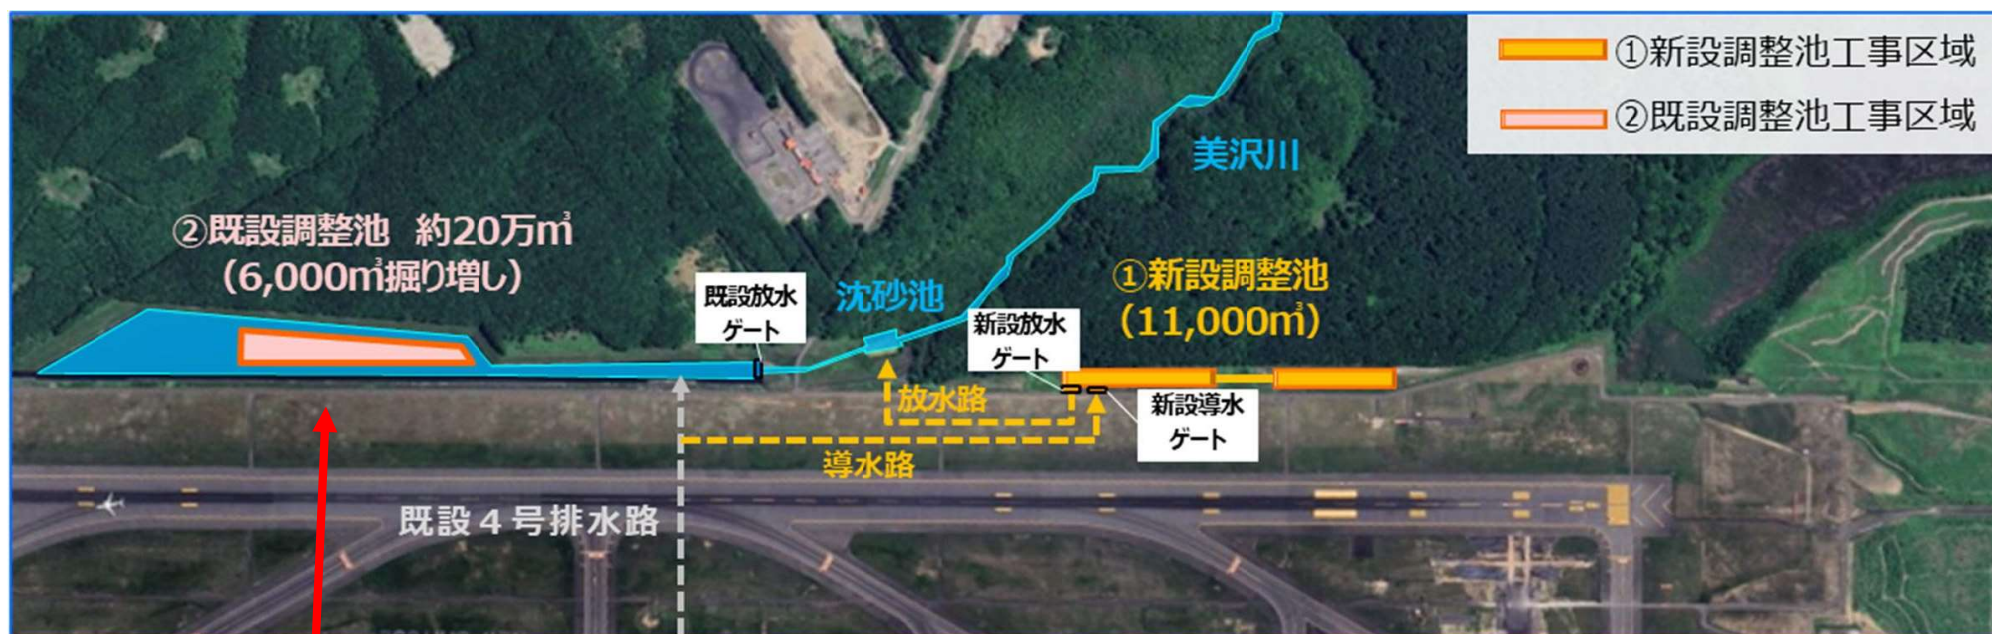 ①新設調整池工事区域
②既設調整池工事区域
美沢川
②既設調整池 約20万㎥
（6,000㎥掘り増し）
既設放水
ゲート
沈砂池
①新設調整池
（11,000㎥）
新設放水
ゲート
放水路
新設導水
ゲート
導水路
既設４号排水路